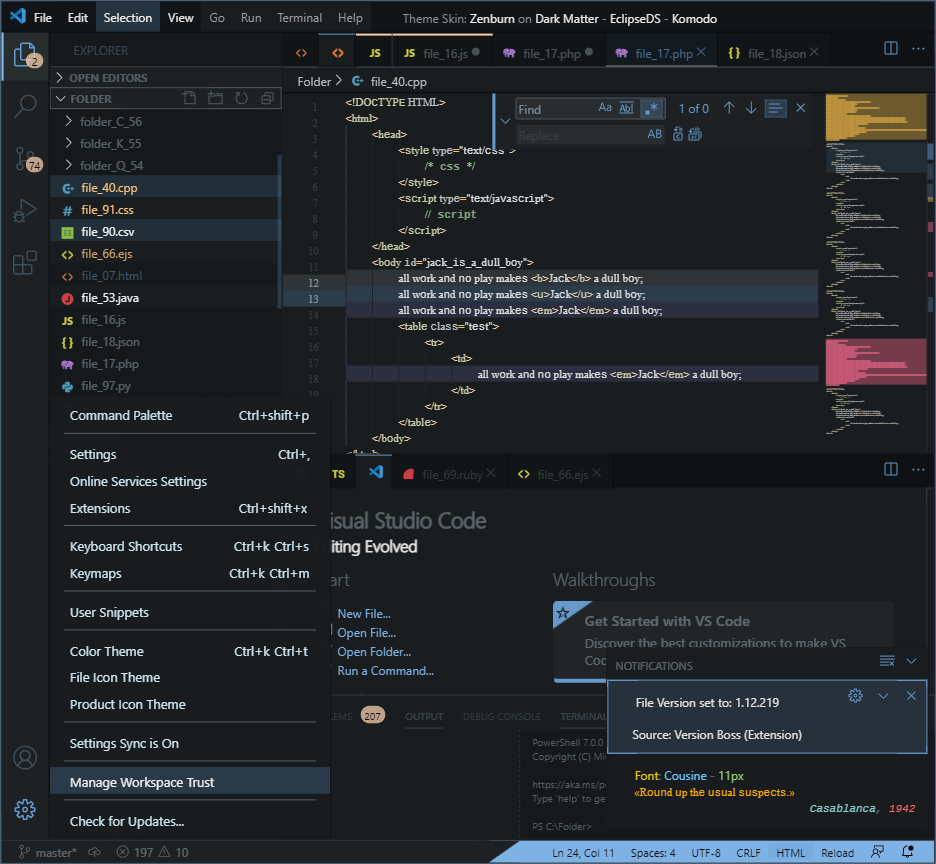 File Edit Selection View Go Run Terminal Help Theme Skin: Zenburn on Dark Matter - EclipseDS - Komodo
2
EXPLORER
JS JS file_16.js file_17.php file_17.php {} file_18.json
OPEN EDITORS
FOLDER
Folder > file_40.cpp
folder_C_56
folder_K_55
folder_Q_54
74
file_40.cpp
# file_91.css
file_90.csv
file_66.ejs
file_07.html
J file_53.java
JS file_16.js
{} file_18.json
file_17.php
file_97.py
Find Aa Abl .* 1 of 0
Replace AB
1 <!DOCTYPE HTML>
2 <html>
3 <head>
4 <style type="text/css">
5 /* css */
6 </style>
7 <script type="text/javascript">
8 // script
9 </script>
10 </head>
11 <body id="jack_is_a_dull_boy">
12 all work and no play makes <b>Jack</b> a dull boy;
13 all work and no play makes <u>Jack</u> a dull boy;
14 all work and no play makes <em>Jack</em> a dull boy;
15 <table class="test">
16 <tr>
17 <td>
18 all work and no play makes <em>Jack</em> a dull boy;
19 </td>
</tr>
</table>
</body>
Command Palette Ctrl+shift+p
Settings Ctrl+,
Online Services Settings
Extensions Ctrl+shift+x
Keyboard Shortcuts Ctrl+k Ctrl+s
Keymaps Ctrl+k Ctrl+m
User Snippets
Color Theme Ctrl+k Ctrl+t
File Icon Theme
Product Icon Theme
Settings Sync is On
Manage Workspace Trust
Check for Updates...
TS file_69.ruby file_66.ejs
isual Studio Code
iting Evolved
art
New File...
Open File...
Open Folder...
Run a Command...
Walkthroughs
Get Started with VS Code
Discover the best customizations to make VS
Cod
NOTIFICATIONS
File Version set to: 1.12.219
Source: Version Boss (Extension)
LEMS 207 OUTPUT DEBUG CONSOLE TERMINAL
PowerShell 7.0.0
Copyright (C) Mi
https://aka.ms/p
Type 'help' to ge
PS C:\Folder>
Font: Cousine - 11px
«Round up the usual suspects.»
Casablanca, 1942
master* 197 10 Ln 24, Col 11 Spaces: 4 UTF-8 CRLF HTML Reload